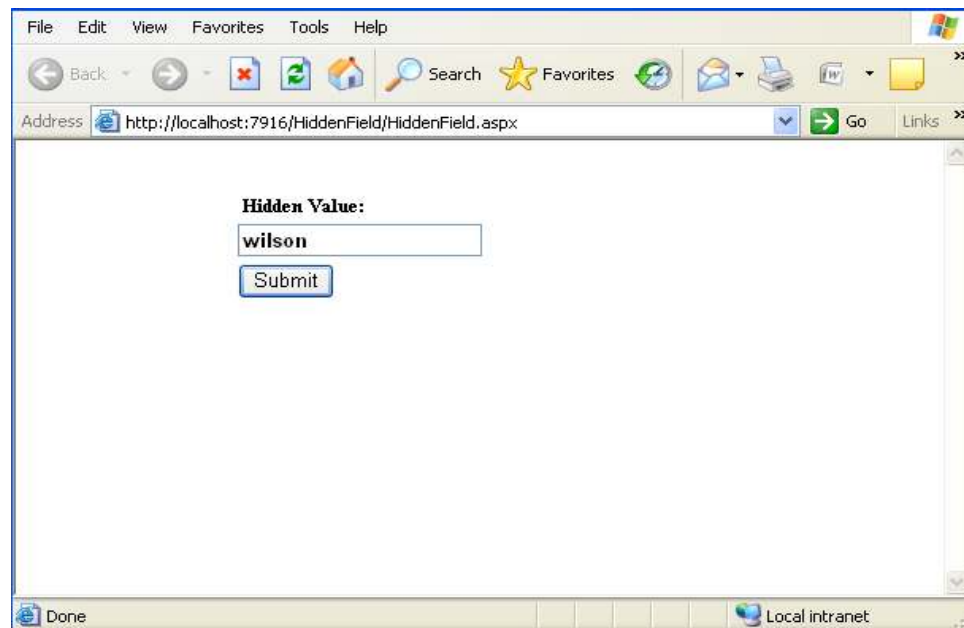 File Edit View Favorites Tools Help
Back Search Favorites W
Address http://localhost:7916/HiddenField/HiddenField.aspx Go Links »
Hidden Value:
wilson
Submit
Done Local intranet